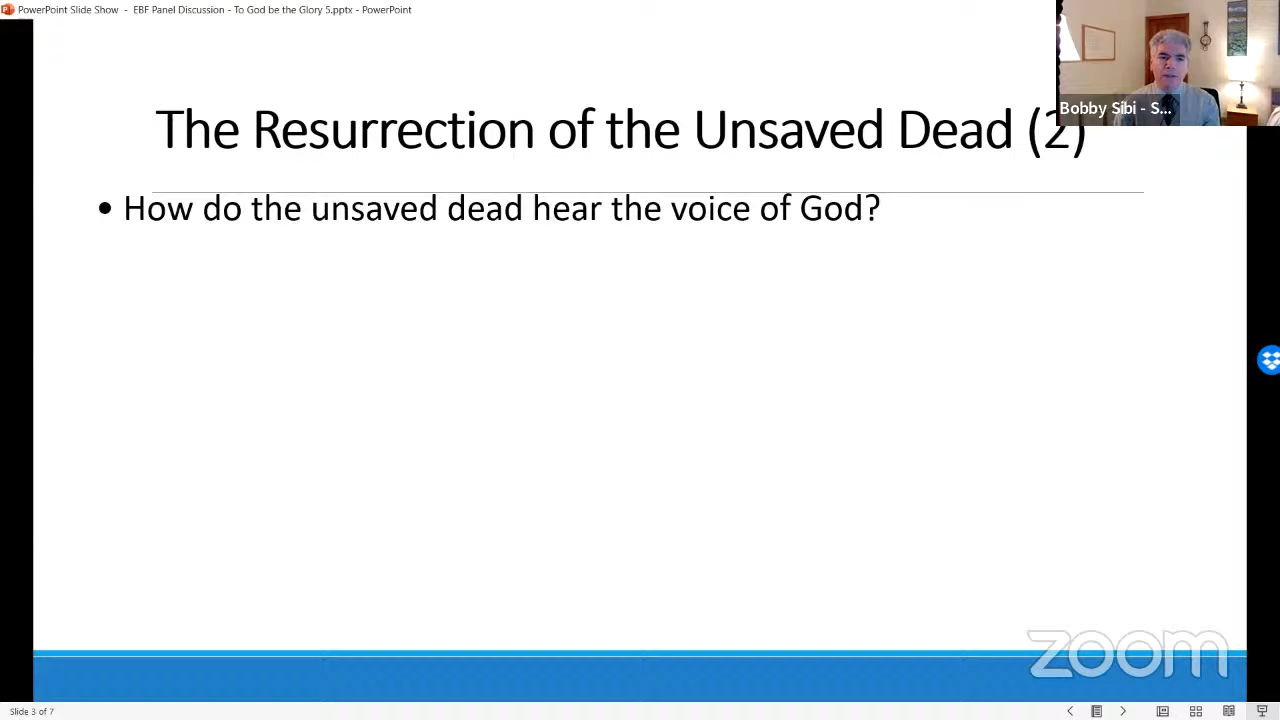 PowerPoint Slide Show - EBF Panel Discussion - To God be the Glory 5.pptx - PowerPoint
Bobby Sibi - S...
The Resurrection of the Unsaved Dead (2)
• How do the unsaved dead hear the voice of God?
zoom
Slide 3 of 7